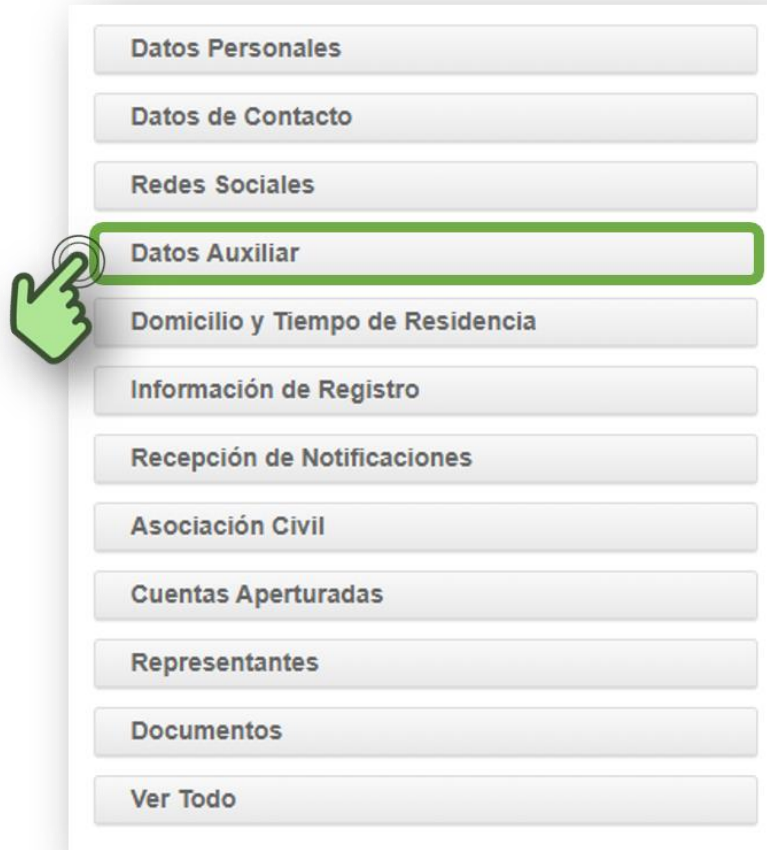 Datos Personales
Datos de Contacto
Redes Sociales
Datos Auxiliar
Domicilio y Tiempo de Residencia
Información de Registro
Recepción de Notificaciones
Asociación Civil
Cuentas Aperturadas
Representantes
Documentos
Ver Todo